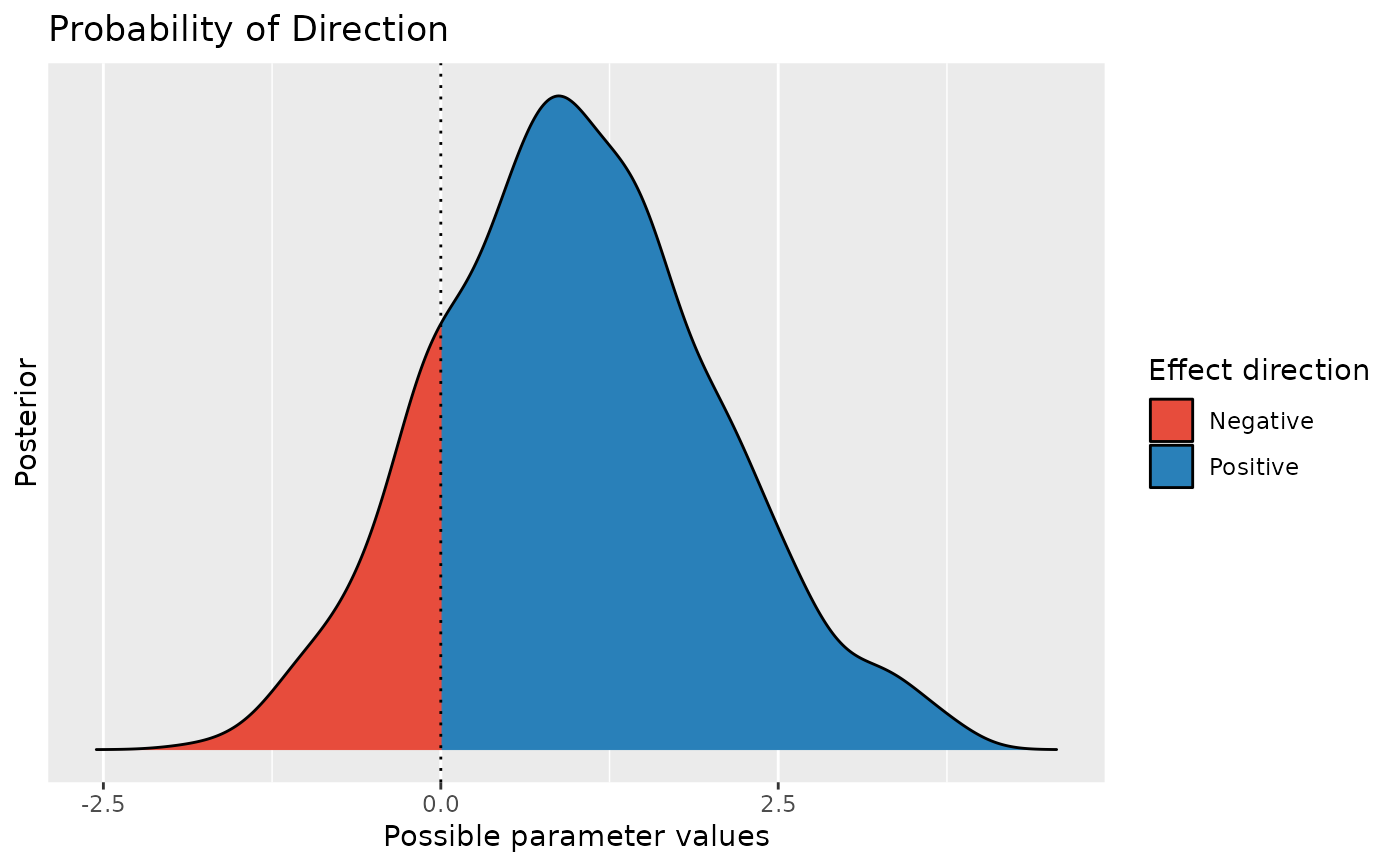 Probability of Direction
Posterior
-2.5
0.0
2.5
Possible parameter values
Effect direction
Negative
Positive